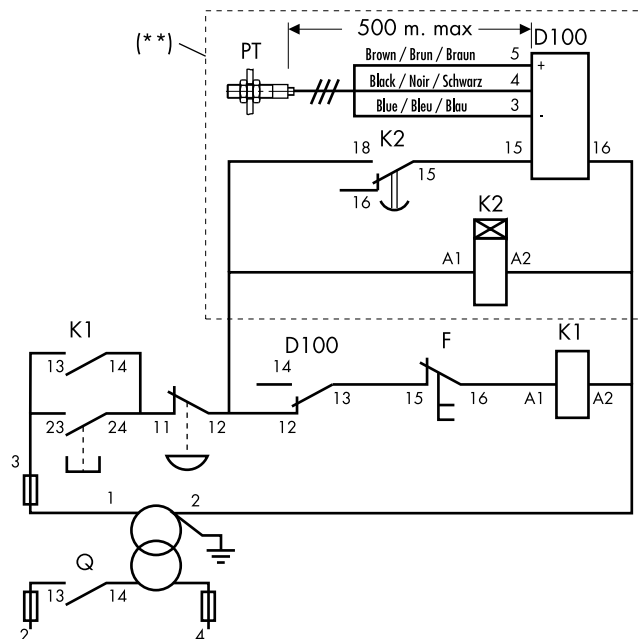 500 m. max
(**)
PT
D100
Brown / Brun / Braun
5
+
Black / Noir / Schwarz
4
Blue / Bleu / Blau
3
-
K2
18
15
15
16
16
K2
A1
A2
K1
D100
F
K1
13
14
14
13
15
16
A1
A2
23
24
11
12
12
3
1
2
Q
13
14
2
4